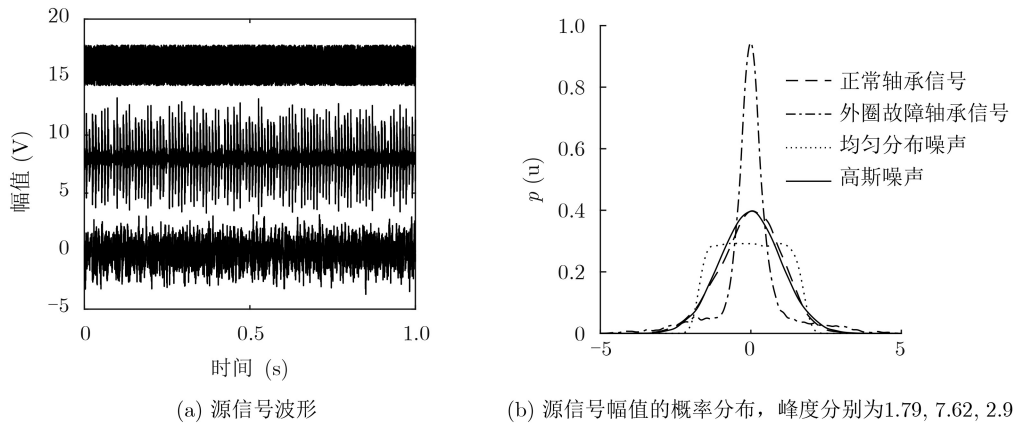 20
15
10
5
0
−5
幅值 (V)
0
0.5
1.0
时间 (s)
(a) 源信号波形
1.0
0.8
0.6
0.4
0.2
0
p (u)
−5
0
5
正常轴承信号
外圈故障轴承信号
均匀分布噪声
高斯噪声
(b) 源信号幅值的概率分布，峰度分别为1.79, 7.62, 2.9